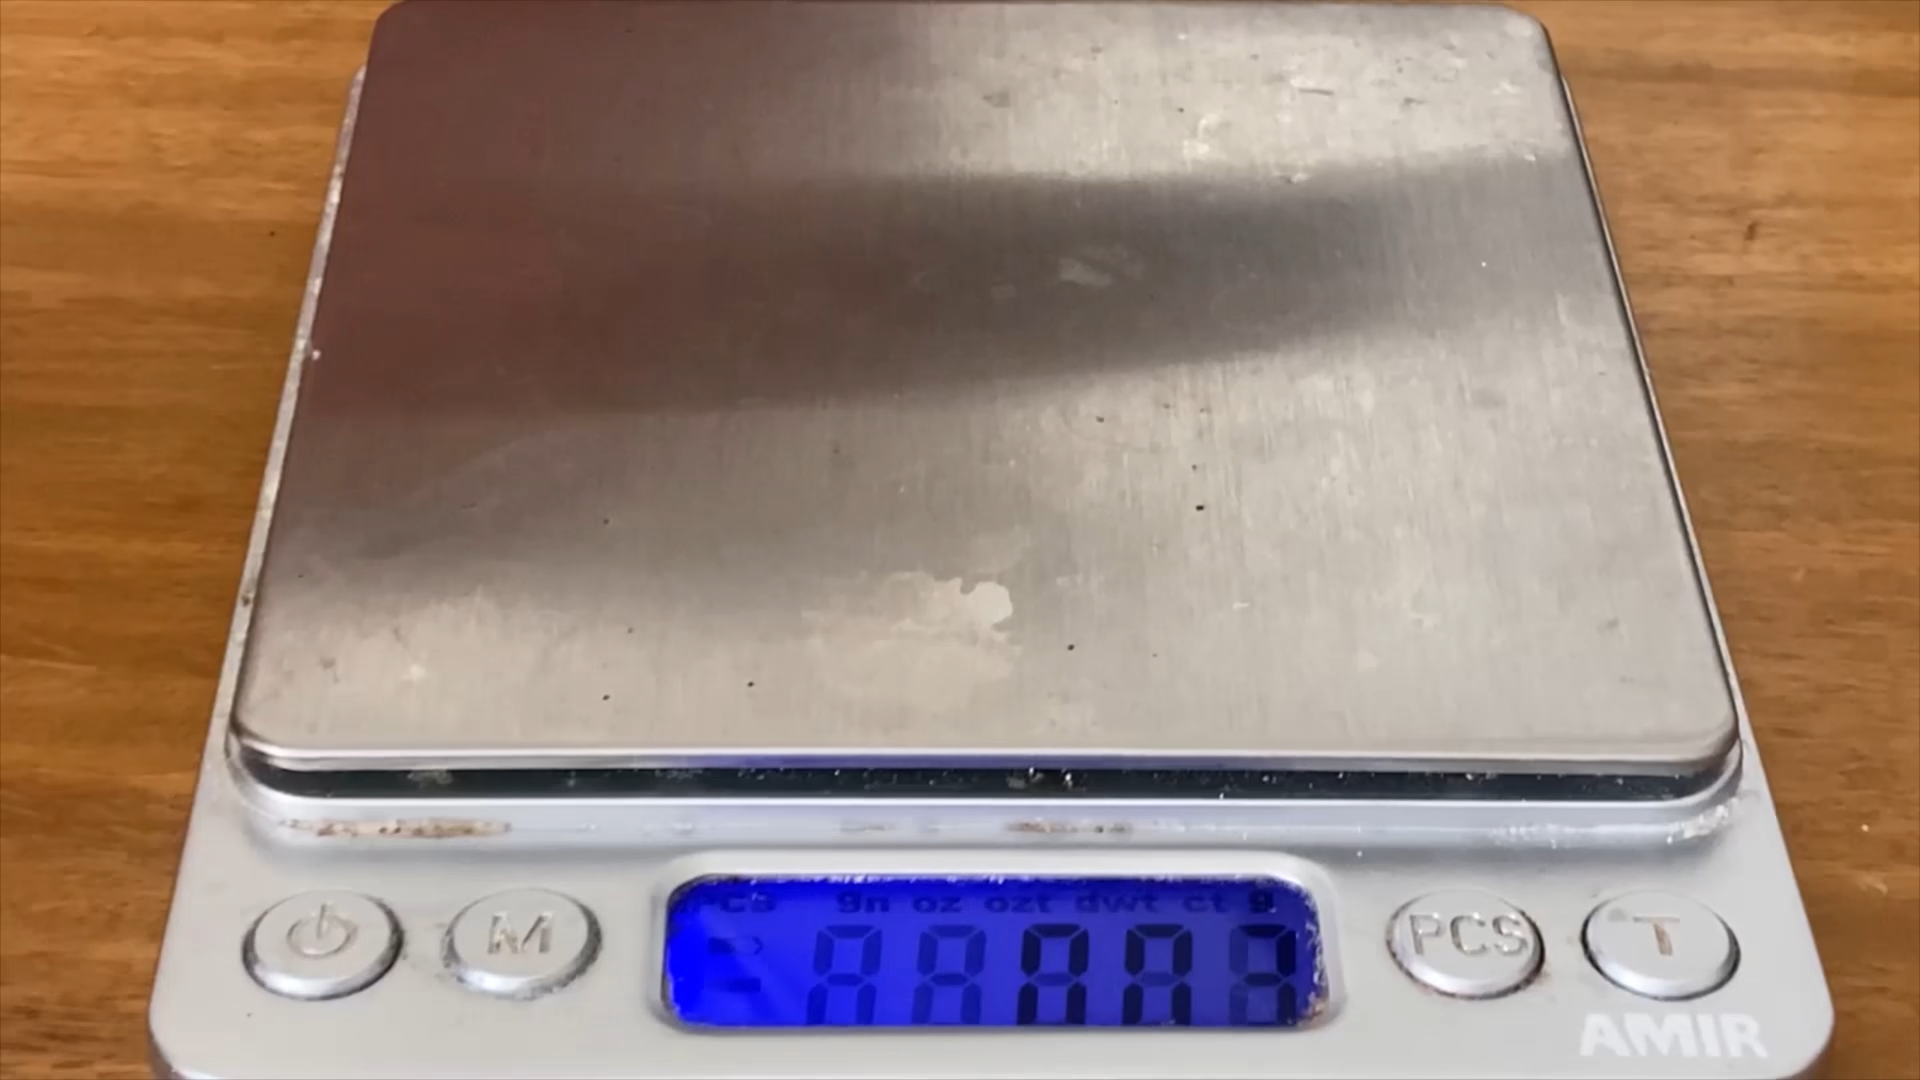 M
PCS gn oz ozt dwt ct g
PCS
T
AMIR